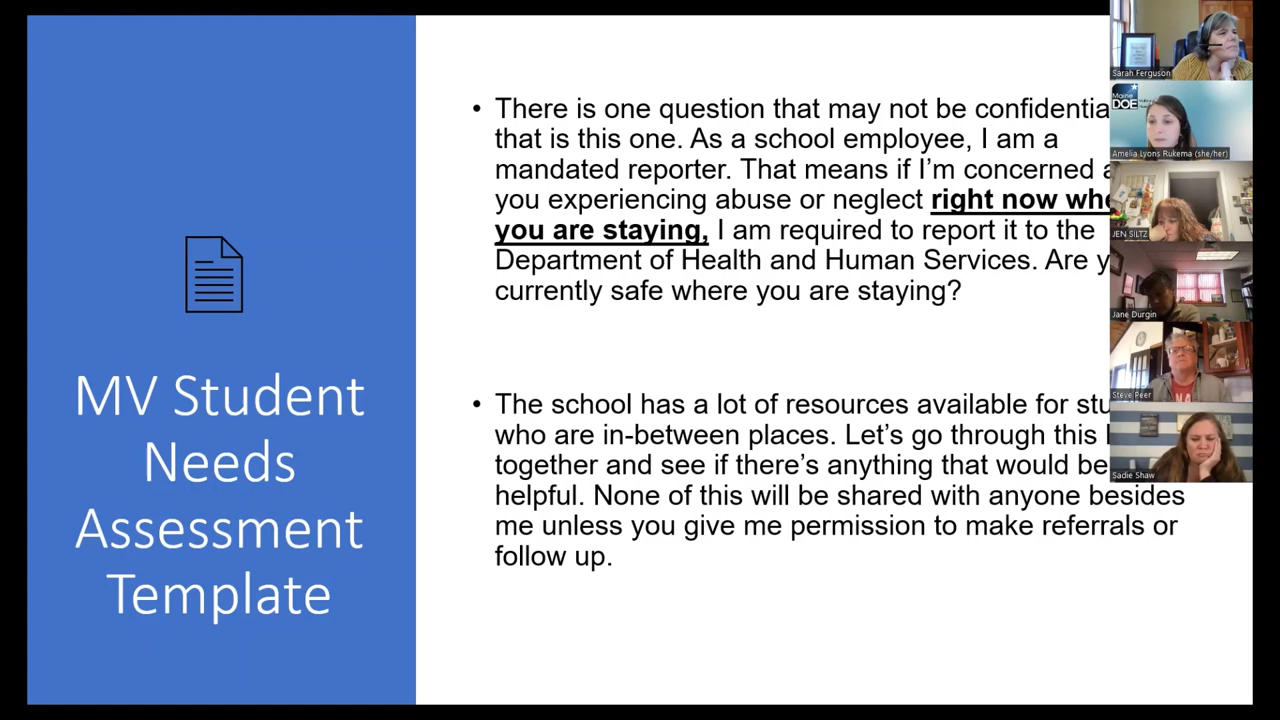 MV Student
Needs
Assessment
Template
• There is one question that may not be confidentia
that is this one. As a school employee, I am a
mandated reporter. That means if I’m concerned a
you experiencing abuse or neglect right now whe
you are staying, I am required to report it to the
Department of Health and Human Services. Are y
currently safe where you are staying?
• The school has a lot of resources available for stu
who are in-between places. Let’s go through this l
together and see if there’s anything that would be
helpful. None of this will be shared with anyone besides
me unless you give me permission to make referrals or
follow up.
Sarah Ferguson
Maine
DOE
Amelia Lyons Rukema (she/her)
JEN SILTZ
Jane Durgin
Steve Peer
Sadie Shaw